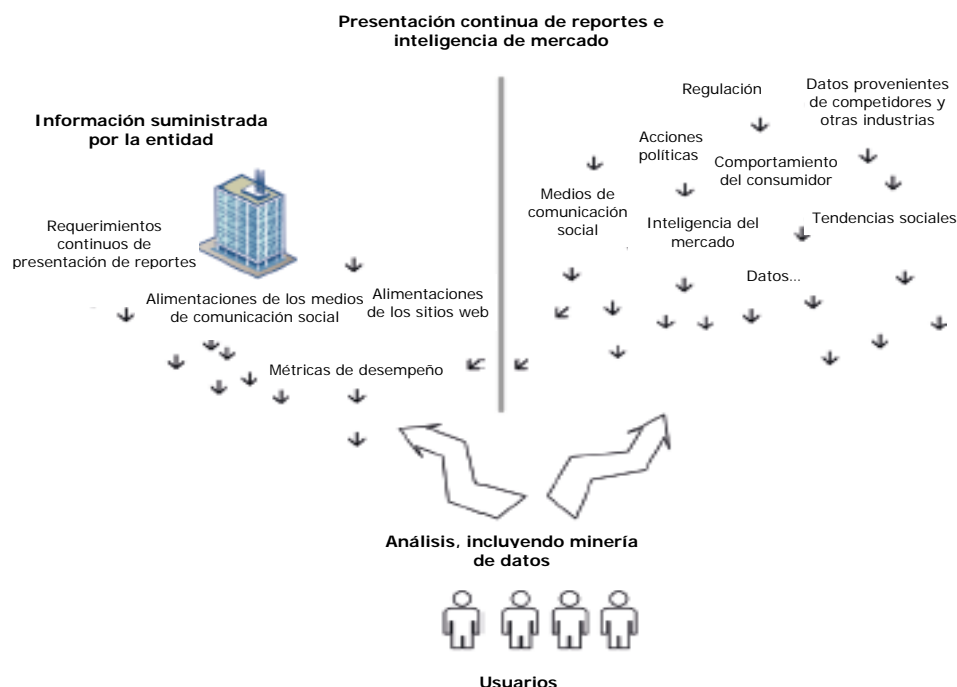 Presentación continua de reportes e
inteligencia de mercado
Información suministrada
por la entidad
Requerimientos
continuos de
presentación de reportes
Alimentaciones de los medios
de comunicación social
Alimentaciones
de los sitios web
Métricas de desempeño
Regulación
Datos provenientes
de competidores y
otras industrias
Acciones
políticas
Comportamiento
del consumidor
Medios de
comunicación
social
Inteligencia del
mercado
Tendencias sociales
Datos...
Análisis, incluyendo minería
de datos
Usuarios